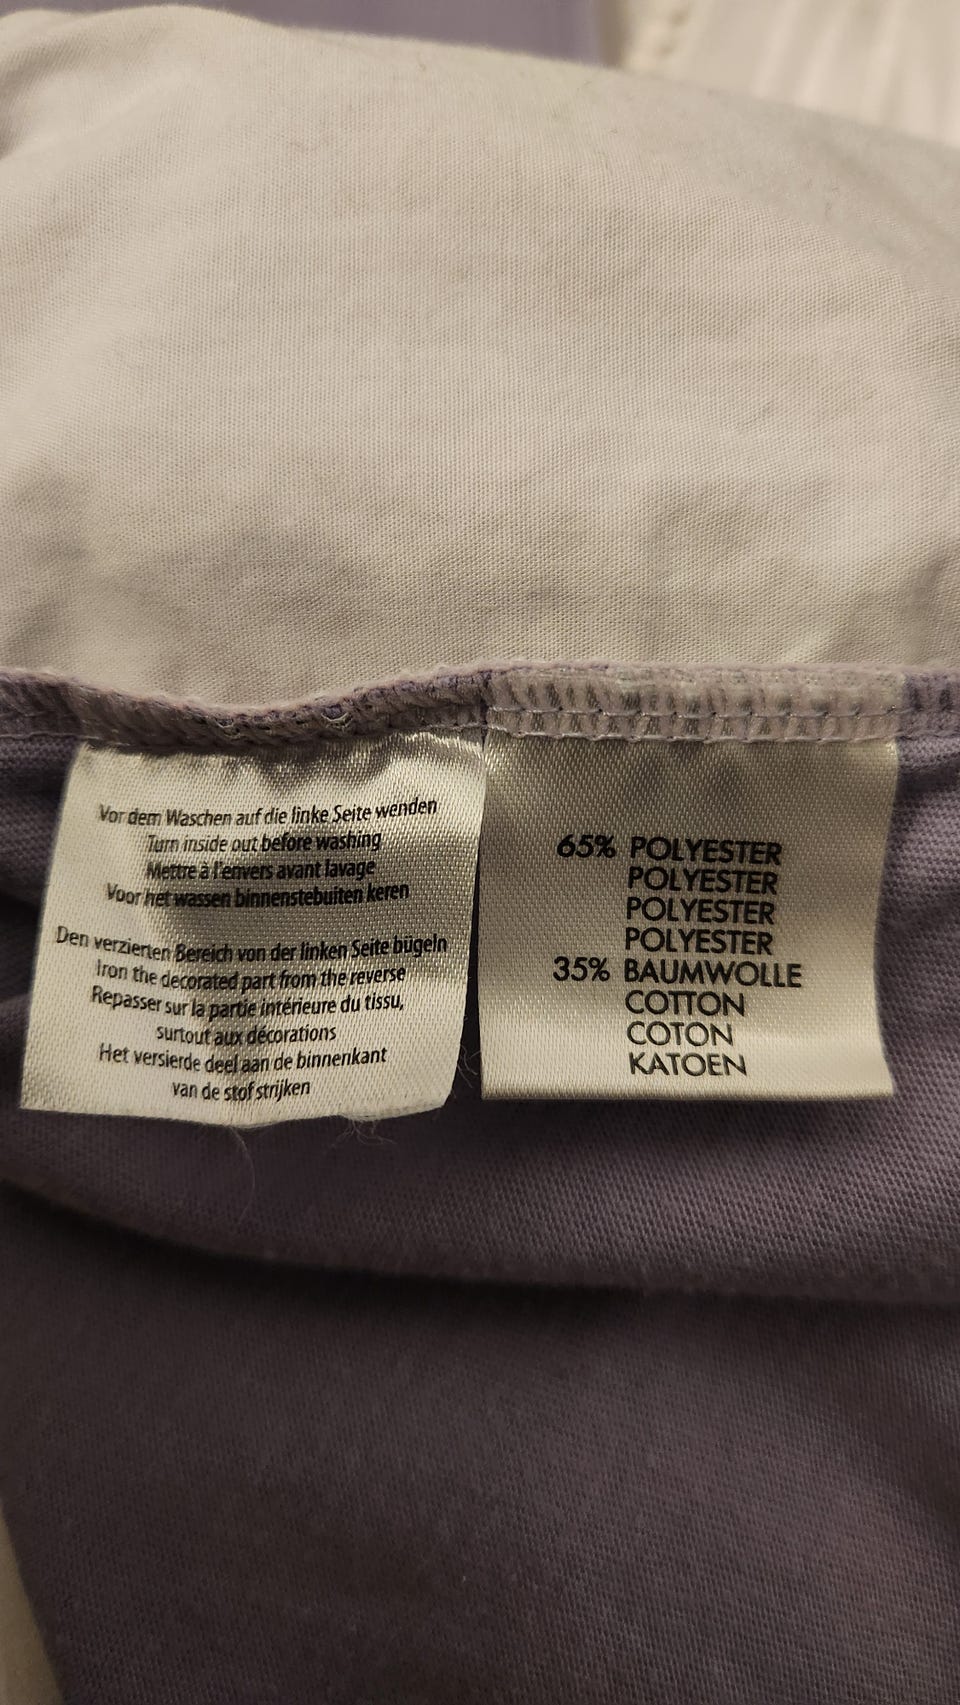 Vor dem Waschen auf die linke Seite wenden
Turn inside out before washing
Mettre à l'envers avant lavage
Voor het wassen binnenstebuiten keren
Den verzierten Bereich von der linken Seite bügeln
Iron the decorated part from the reverse
Repasser sur la partie intérieure du tissu,
surtout aux décorations
Het versierde deel aan de binnenkant
van de stof strijken
65% POLYESTER
POLYESTER
POLYESTER
POLYESTER
35% BAUMWOLLE
COTTON
COTON
KATOEN